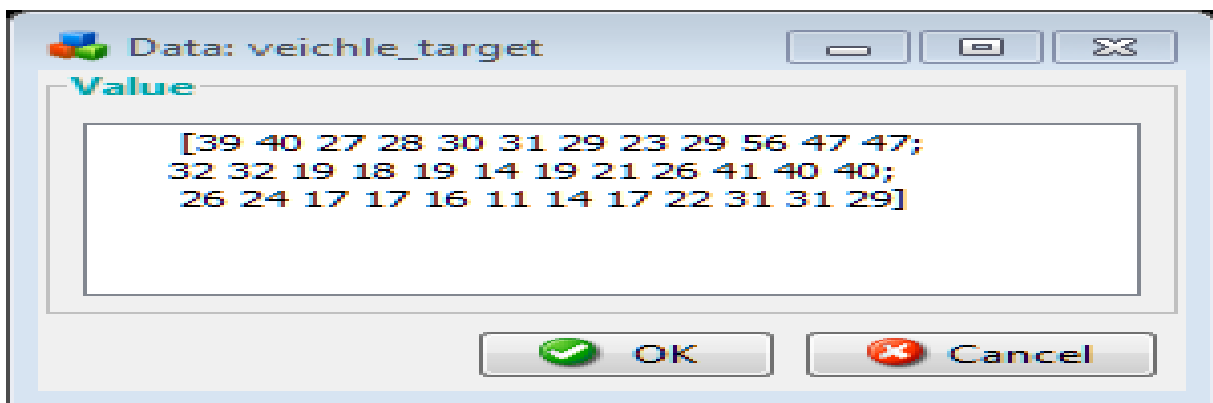 Data: veichle_target
Value
[39 40 27 28 30 31 29 23 29 56 47 47;
32 32 19 18 19 14 19 21 26 41 40 40;
26 24 17 17 16 11 14 17 22 31 31 29]
OK Cancel